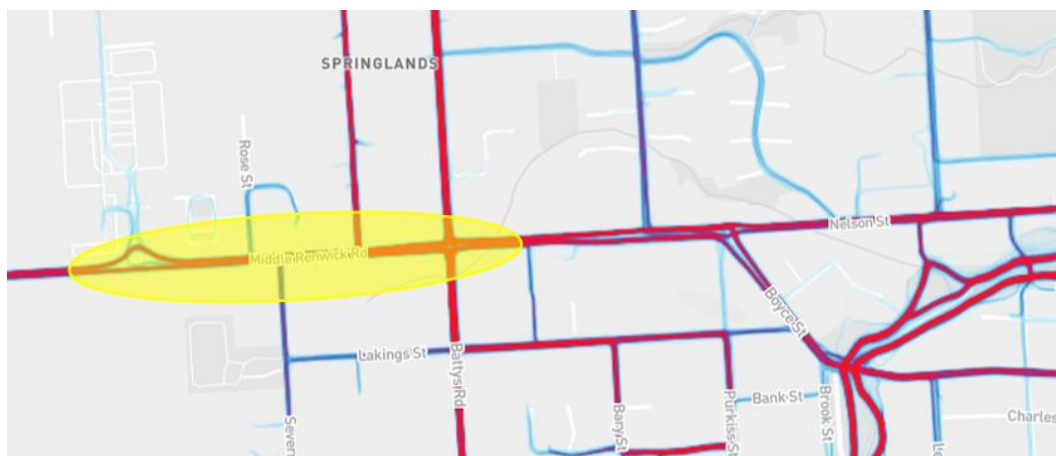 SPRINGLANDS
Rose St
Nelson St
Middle Renwick Rd
Boyce St
Lakings St
Battys Rd
Bank St
Bary St
Purkiss St
Brook St
Charles
Severn